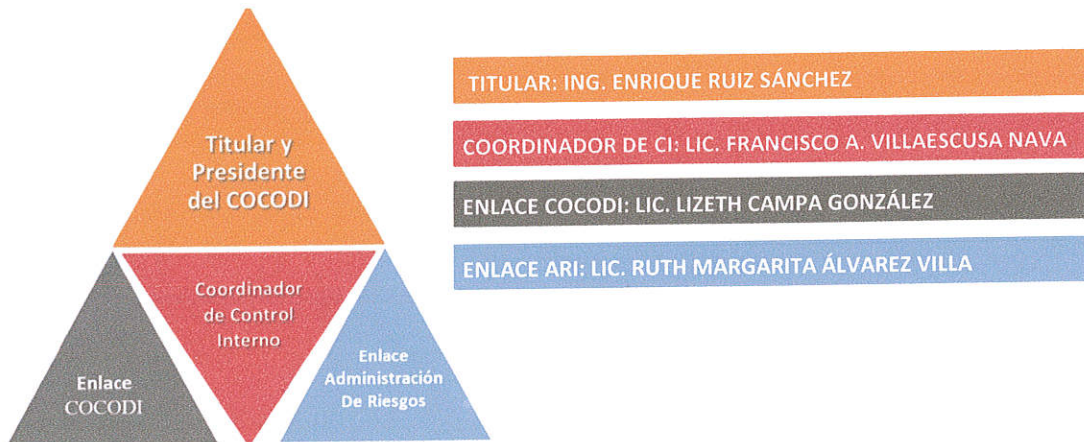 Titular y
Presidente
del COCODI
Coordinador
de Control
Interno
Enlace
COCODI
Enlace
Administración
De Riesgos
TITULAR: ING. ENRIQUE RUIZ SÁNCHEZ
COORDINADOR DE CI: LIC. FRANCISCO A. VILLAESCUSA NAVA
ENLACE COCODI: LIC. LIZETH CAMPA GONZÁLEZ
ENLACE ARI: LIC. RUTH MARGARITA ÁLVAREZ VILLA